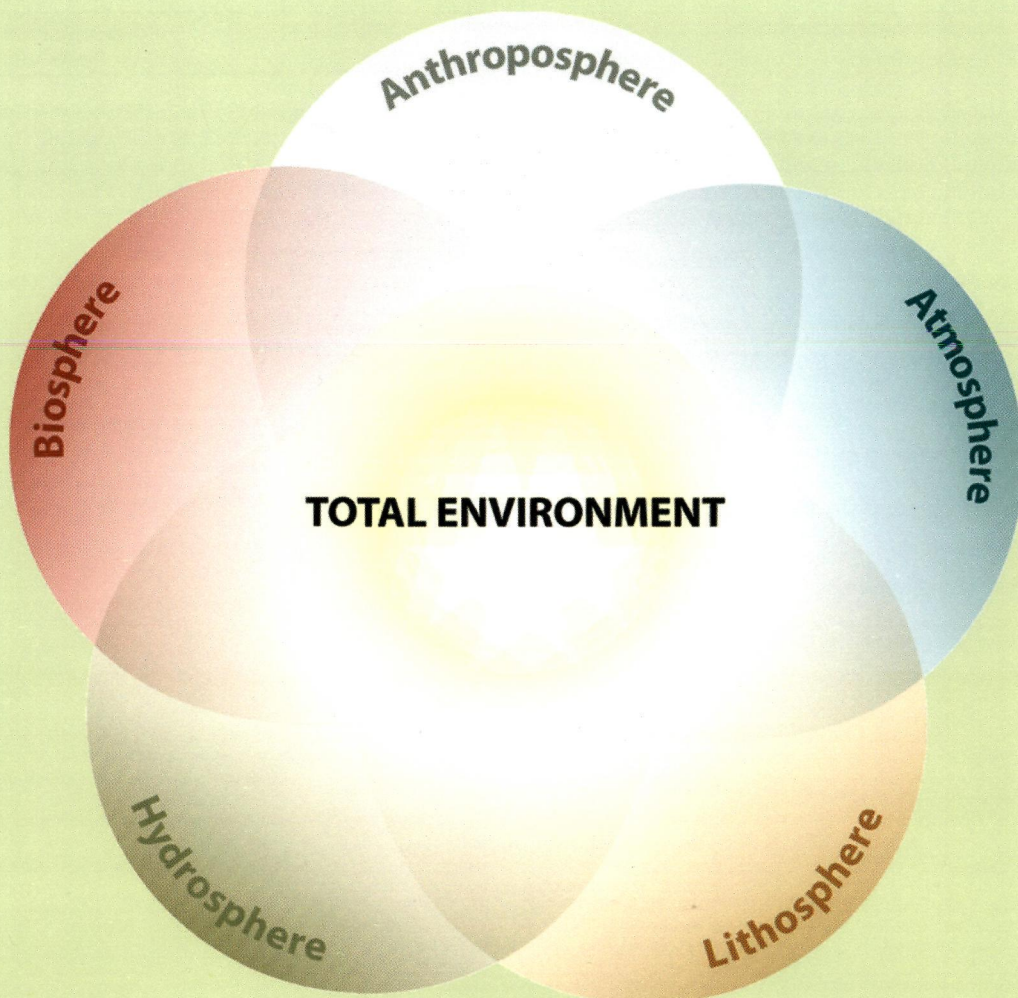 Anthroposphere
Biosphere
Atmosphere
TOTAL ENVIRONMENT
Hydrosphere
Lithosphere